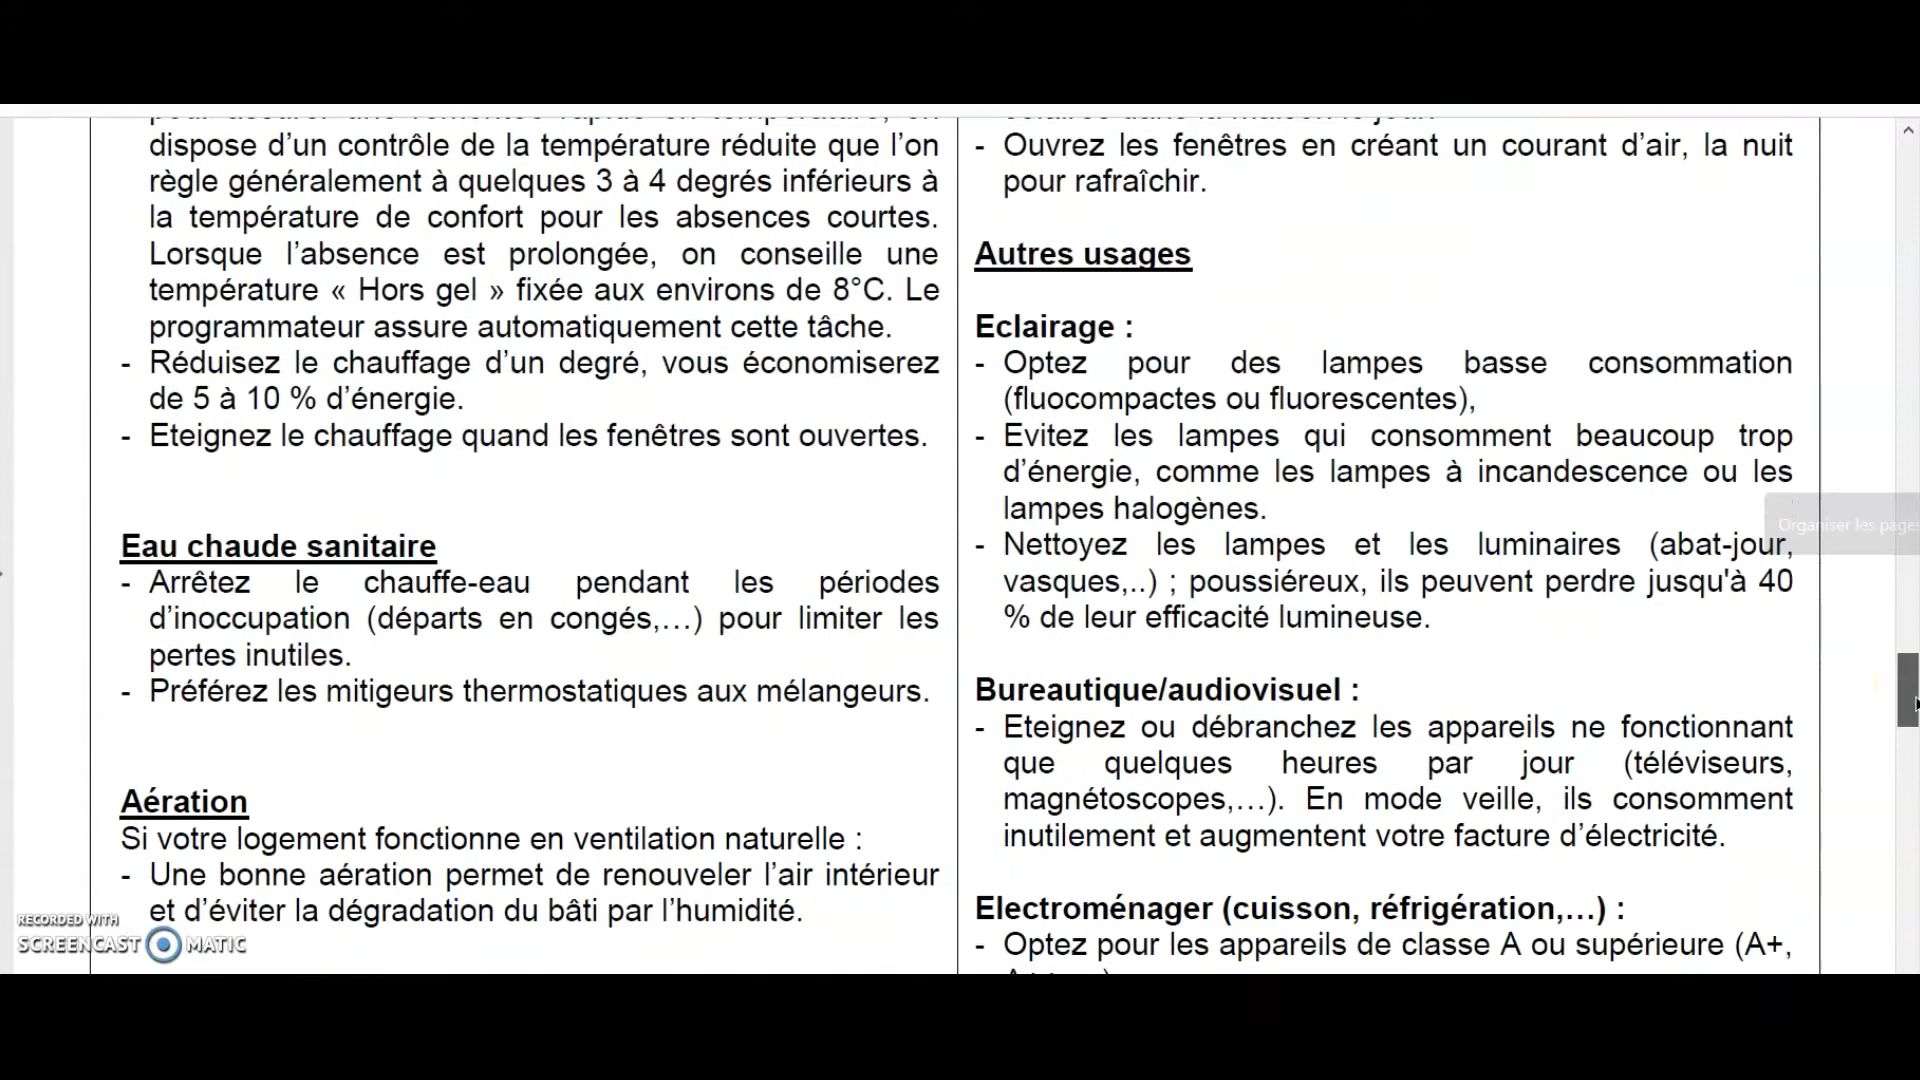 dispose d’un contrôle de la température réduite que l’on
règle généralement à quelques 3 à 4 degrés inférieurs à
la température de confort pour les absences courtes.
Lorsque l’absence est prolongée, on conseille une
température « Hors gel » fixée aux environs de 8°C. Le
programmateur assure automatiquement cette tâche.
- Réduisez le chauffage d’un degré, vous économiserez
de 5 à 10 % d’énergie.
- Eteignez le chauffage quand les fenêtres sont ouvertes.
Eau chaude sanitaire
- Arrêtez le chauffe-eau pendant les périodes
d’inoccupation (départs en congés,…) pour limiter les
pertes inutiles.
- Préférez les mitigeurs thermostatiques aux mélangeurs.
Aération
Si votre logement fonctionne en ventilation naturelle :
- Une bonne aération permet de renouveler l’air intérieur
et d’éviter la dégradation du bâti par l’humidité.
- Ouvrez les fenêtres en créant un courant d’air, la nuit
pour rafraîchir.
Autres usages
Eclairage :
- Optez pour des lampes basse consommation
(fluocompactes ou fluorescentes),
- Evitez les lampes qui consomment beaucoup trop
d’énergie, comme les lampes à incandescence ou les
lampes halogènes.
- Nettoyez les lampes et les luminaires (abat-jour,
vasques,..) ; poussiéreux, ils peuvent perdre jusqu'à 40
% de leur efficacité lumineuse.
Bureautique/audiovisuel :
- Eteignez ou débranchez les appareils ne fonctionnant
que quelques heures par jour (téléviseurs,
magnétoscopes,…). En mode veille, ils consomment
inutilement et augmentent votre facture d’électricité.
Electroménager (cuisson, réfrigération,…) :
- Optez pour les appareils de classe A ou supérieure (A+,
Organiser les pages
RECORDED WITH
SCREENCAST MATIC